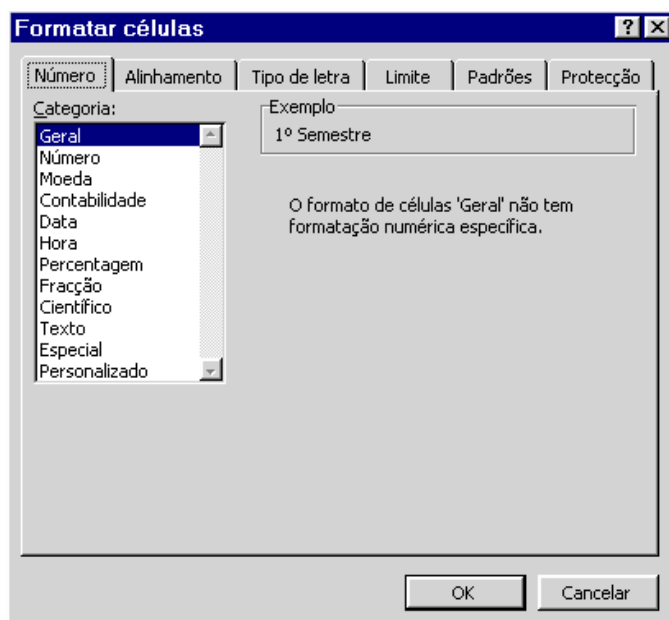 Formatar células
Número Alinhamento Tipo de letra Limite Padrões Protecção
Categoria:
Geral
Número
Moeda
Contabilidade
Data
Hora
Percentagem
Fracção
Científico
Texto
Especial
Personalizado
Exemplo
1º Semestre
O formato de células 'Geral' não tem
formatação numérica específica.
OK Cancelar